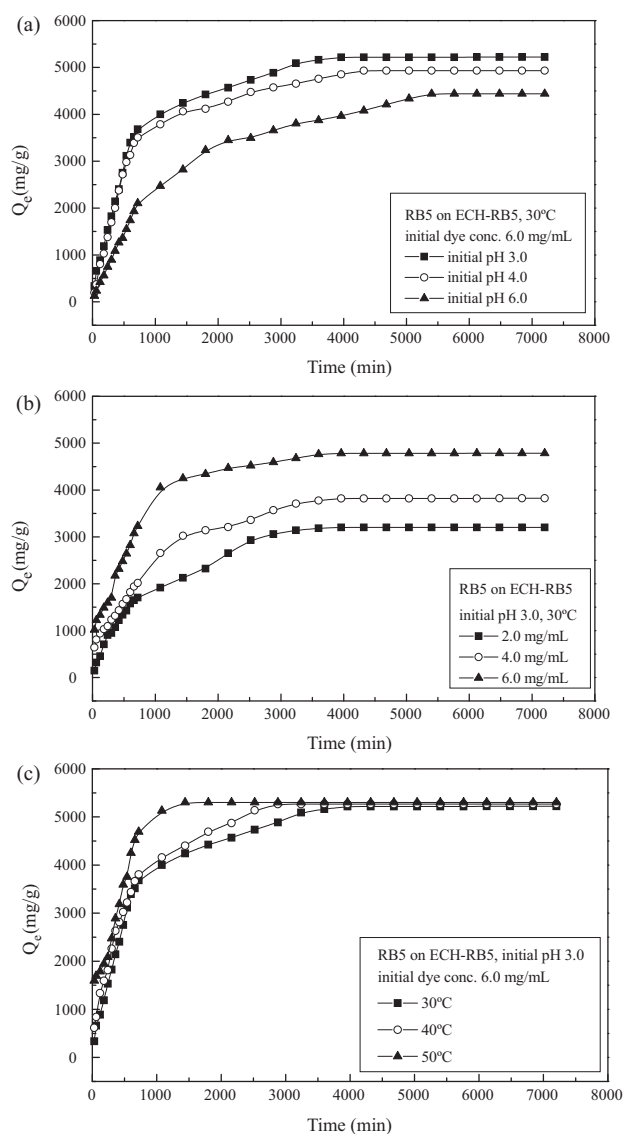 (a)
6000
5000
4000
3000
2000
1000
0
Qe(mg/g)
RB5 on ECH-RB5, 30ºC
initial dye conc. 6.0 mg/mL
initial pH 3.0
initial pH 4.0
initial pH 6.0
0 1000 2000 3000 4000 5000 6000 7000 8000
Time (min)
(b)
6000
5000
4000
3000
2000
1000
0
Qe(mg/g)
RB5 on ECH-RB5
initial pH 3.0, 30ºC
2.0 mg/mL
4.0 mg/mL
6.0 mg/mL
0 1000 2000 3000 4000 5000 6000 7000 8000
Time (min)
(c)
6000
5000
4000
3000
2000
1000
0
Qe(mg/g)
RB5 on ECH-RB5, initial pH 3.0
initial dye conc. 6.0 mg/mL
30ºC
40ºC
50ºC
0 1000 2000 3000 4000 5000 6000 7000 8000
Time (min)